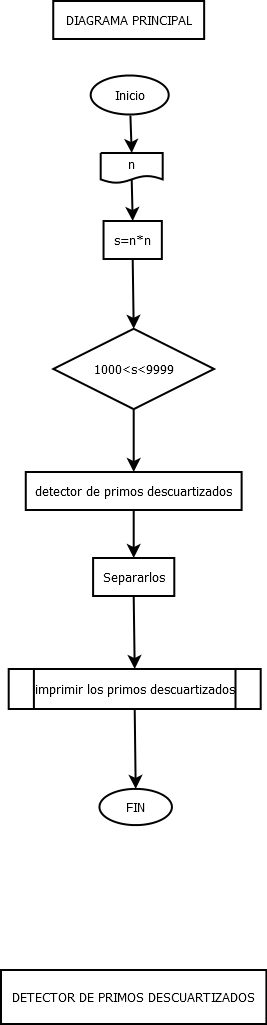 DIAGRAMA PRINCIPAL
Inicio
n
s=n*n
1000<s<9999
detector de primos descuartizados
Separarlos
imprimir los primos descuartizados
FIN
DETECTOR DE PRIMOS DESCUARTIZADOS